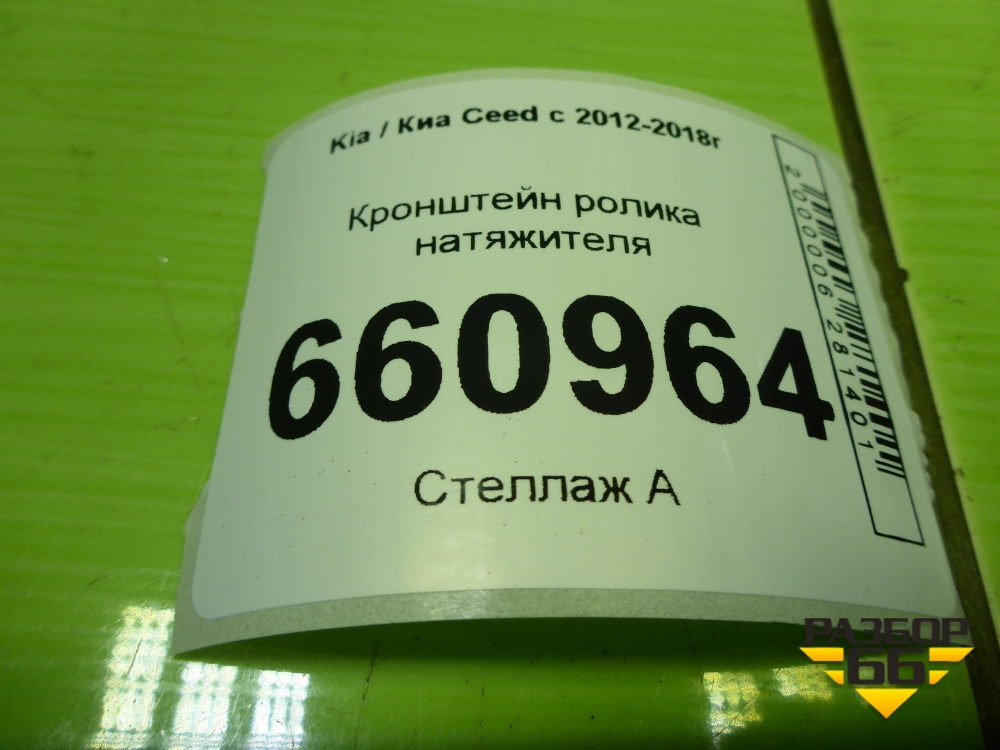 Kia / Киа Ceed с 2012-2018г
Кронштейн ролика
натяжителя
660964
Стеллаж А
2000006281401
РАЗБОР
66